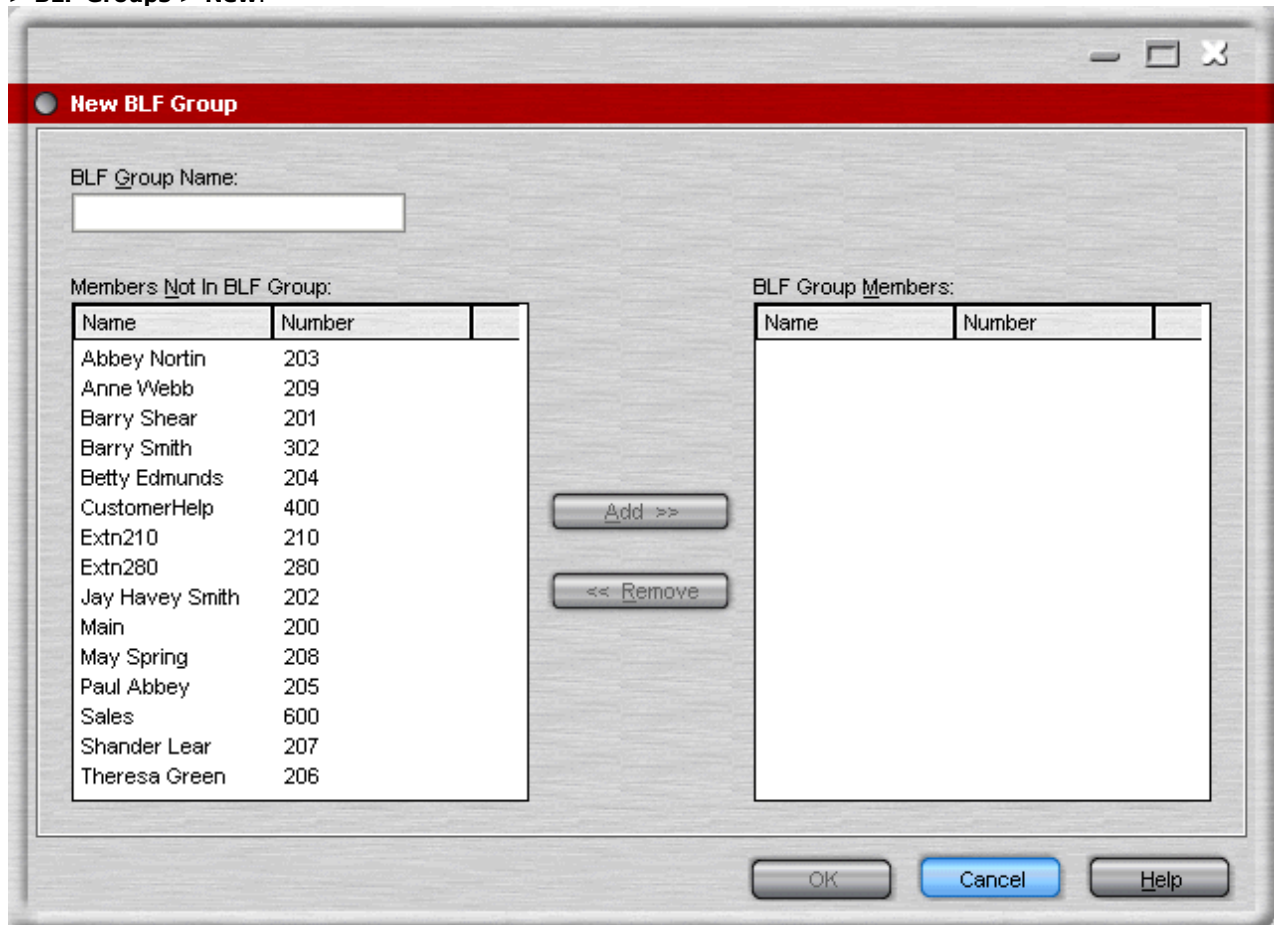 > BLF Groups > New.
New BLF Group
BLF Group Name:
Members Not In BLF Group:
Name Number
Abbey Nortin 203
Anne Webb 209
Barry Shear 201
Barry Smith 302
Betty Edmunds 204
CustomerHelp 400
Extn210 210
Extn280 280
Jay Havey Smith 202
Main 200
May Spring 208
Paul Abbey 205
Sales 600
Shander Lear 207
Theresa Green 206
Add >>
<< Remove
BLF Group Members:
Name Number
OK Cancel Help